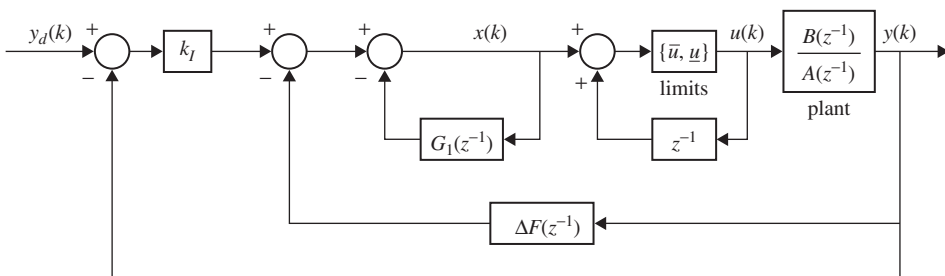 y_d(k)
+
−
k_I
+
−
+
−
x(k)
+
+
{u̅, u̲}
limits
u(k)
B(z⁻¹)
A(z⁻¹)
plant
y(k)
G₁(z⁻¹)
z⁻¹
ΔF(z⁻¹)